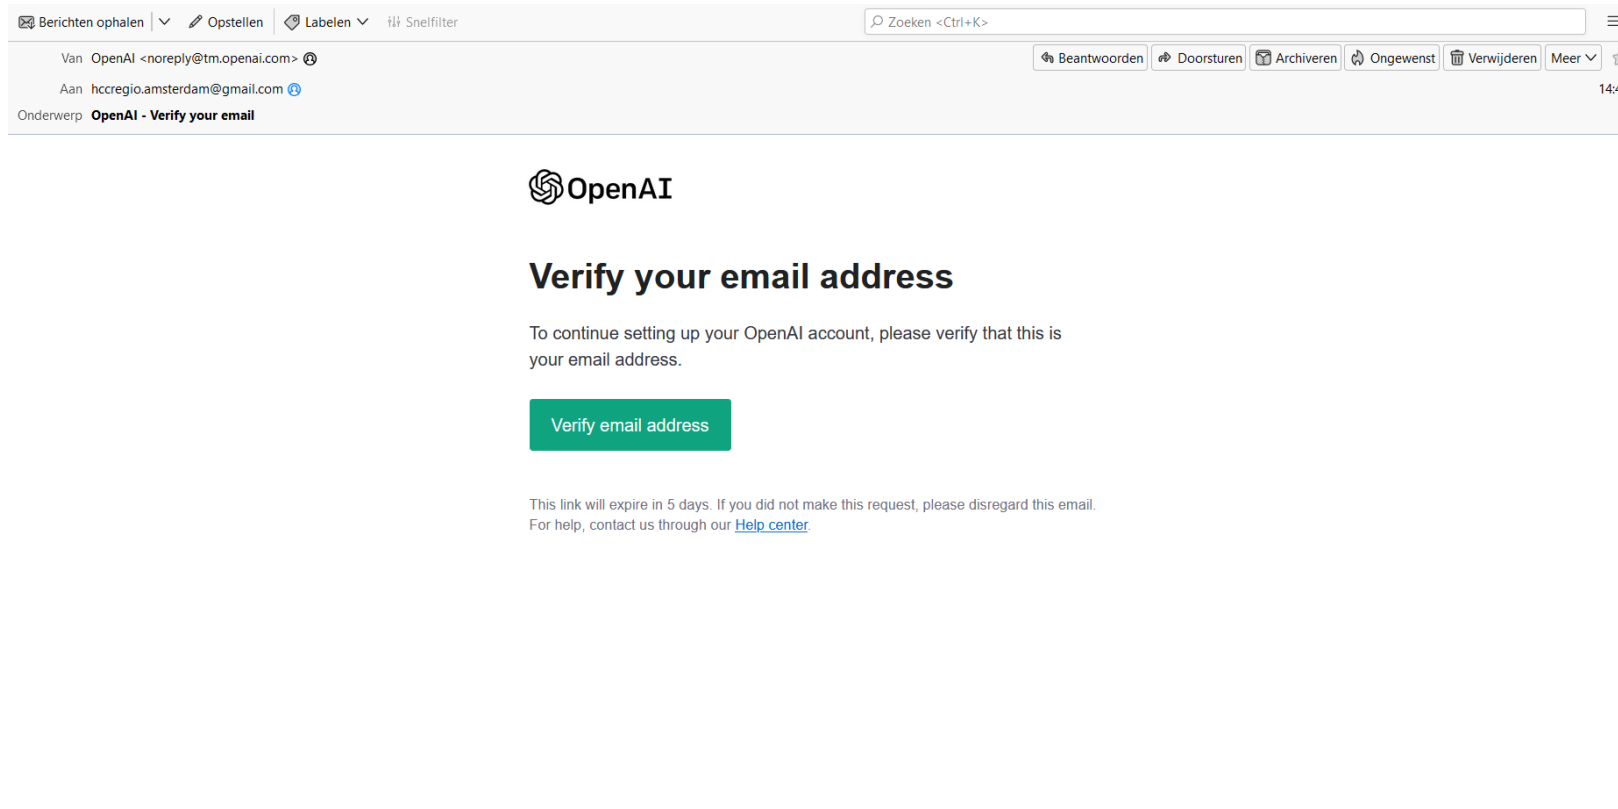 Berichten ophalen Opstellen Labelen Snelfilter Zoeken <Ctrl+K>
Van OpenAI <noreply@tm.openai.com> Beantwoorden Doorsturen Archiveren Ongewenst Verwijderen Meer
Aan hccregio.amsterdam@gmail.com
Onderwerp OpenAI - Verify your email
OpenAI
Verify your email address
To continue setting up your OpenAI account, please verify that this is
your email address.
Verify email address
This link will expire in 5 days. If you did not make this request, please disregard this email.
For help, contact us through our Help center.